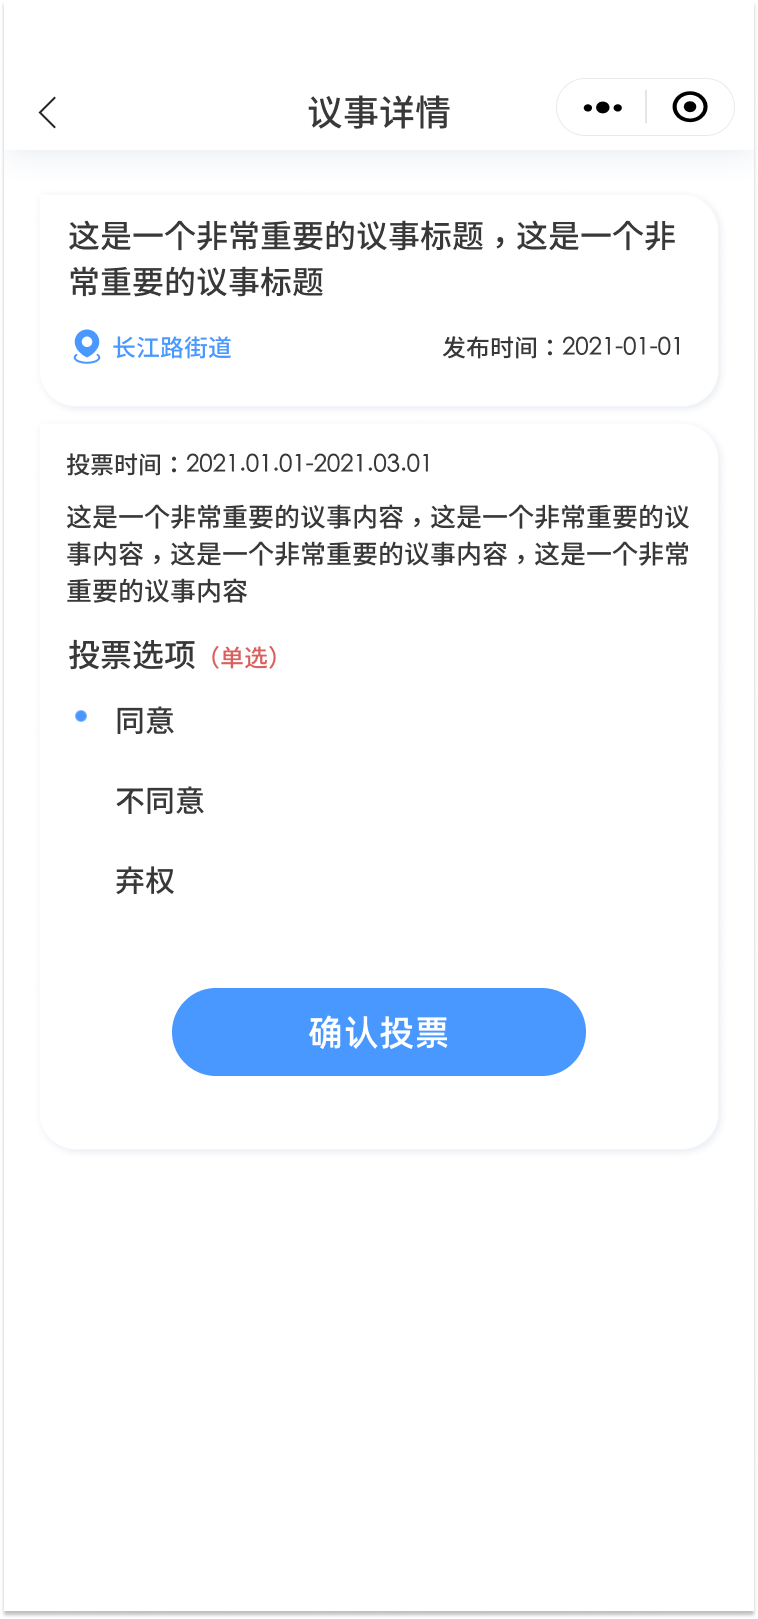 议事详情
这是一个非常重要的议事标题，这是一个非
常重要的议事标题
长江路街道
发布时间：2021-01-01
投票时间：2021.01.01-2021.03.01
这是一个非常重要的议事内容，这是一个非常重要的议
事内容，这是一个非常重要的议事内容，这是一个非常
重要的议事内容
投票选项（单选）
同意
不同意
弃权
确认投票